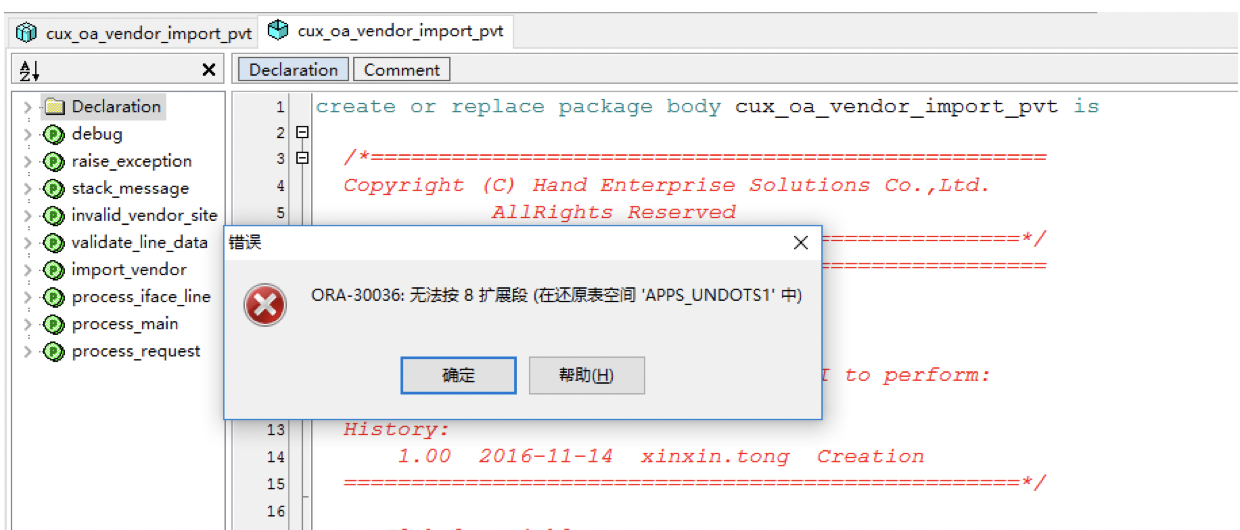 cux_oa_vendor_import_pvt
cux_oa_vendor_import_pvt
Declaration
Comment
Declaration
debug
raise_exception
stack_message
invalid_vendor_site
validate_line_data
import_vendor
process_iface_line
process_main
process_request
1 create or replace package body cux_oa_vendor_import_pvt is
2
3 /*==================================================
4 Copyright (C) Hand Enterprise Solutions Co.,Ltd.
5 AllRights Reserved
===============*/
================
错误
ORA-30036: 无法按 8 扩展段 (在还原表空间 'APPS_UNDOTS1' 中)
确定
帮助(H)
to perform:
13 History:
14 1.00 2016-11-14 xinxin.tong Creation
15 ==================================================*/
16